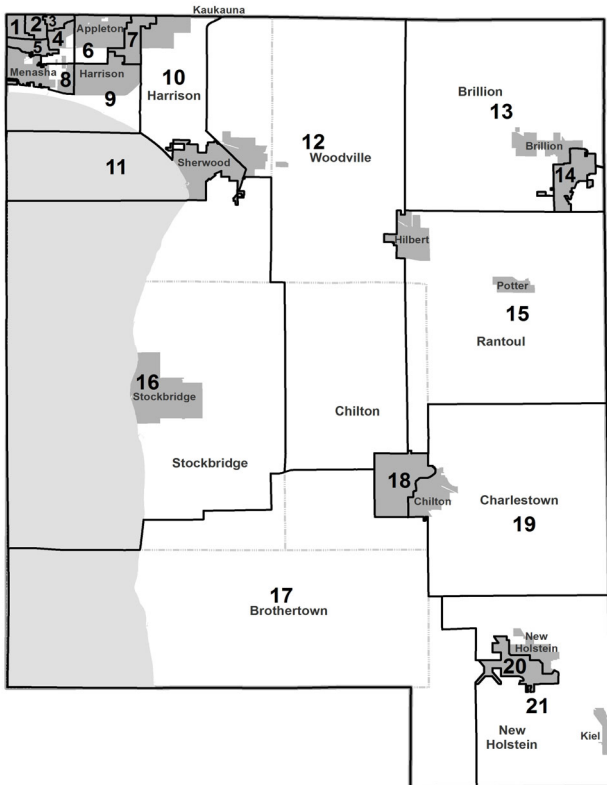 Kaukauna
1 2 3
Appleton
4
5
6
7
Menasha
8
Harrison
9
10
Harrison
11
Sherwood
12
Woodville
Brillion
13
Brillion
14
Hilbert
Potter
15
Rantoul
16
Stockbridge
Chilton
Stockbridge
18
Chilton
Charlestown
19
17
Brothertown
New
Holstein
20
21
New
Holstein
Kiel